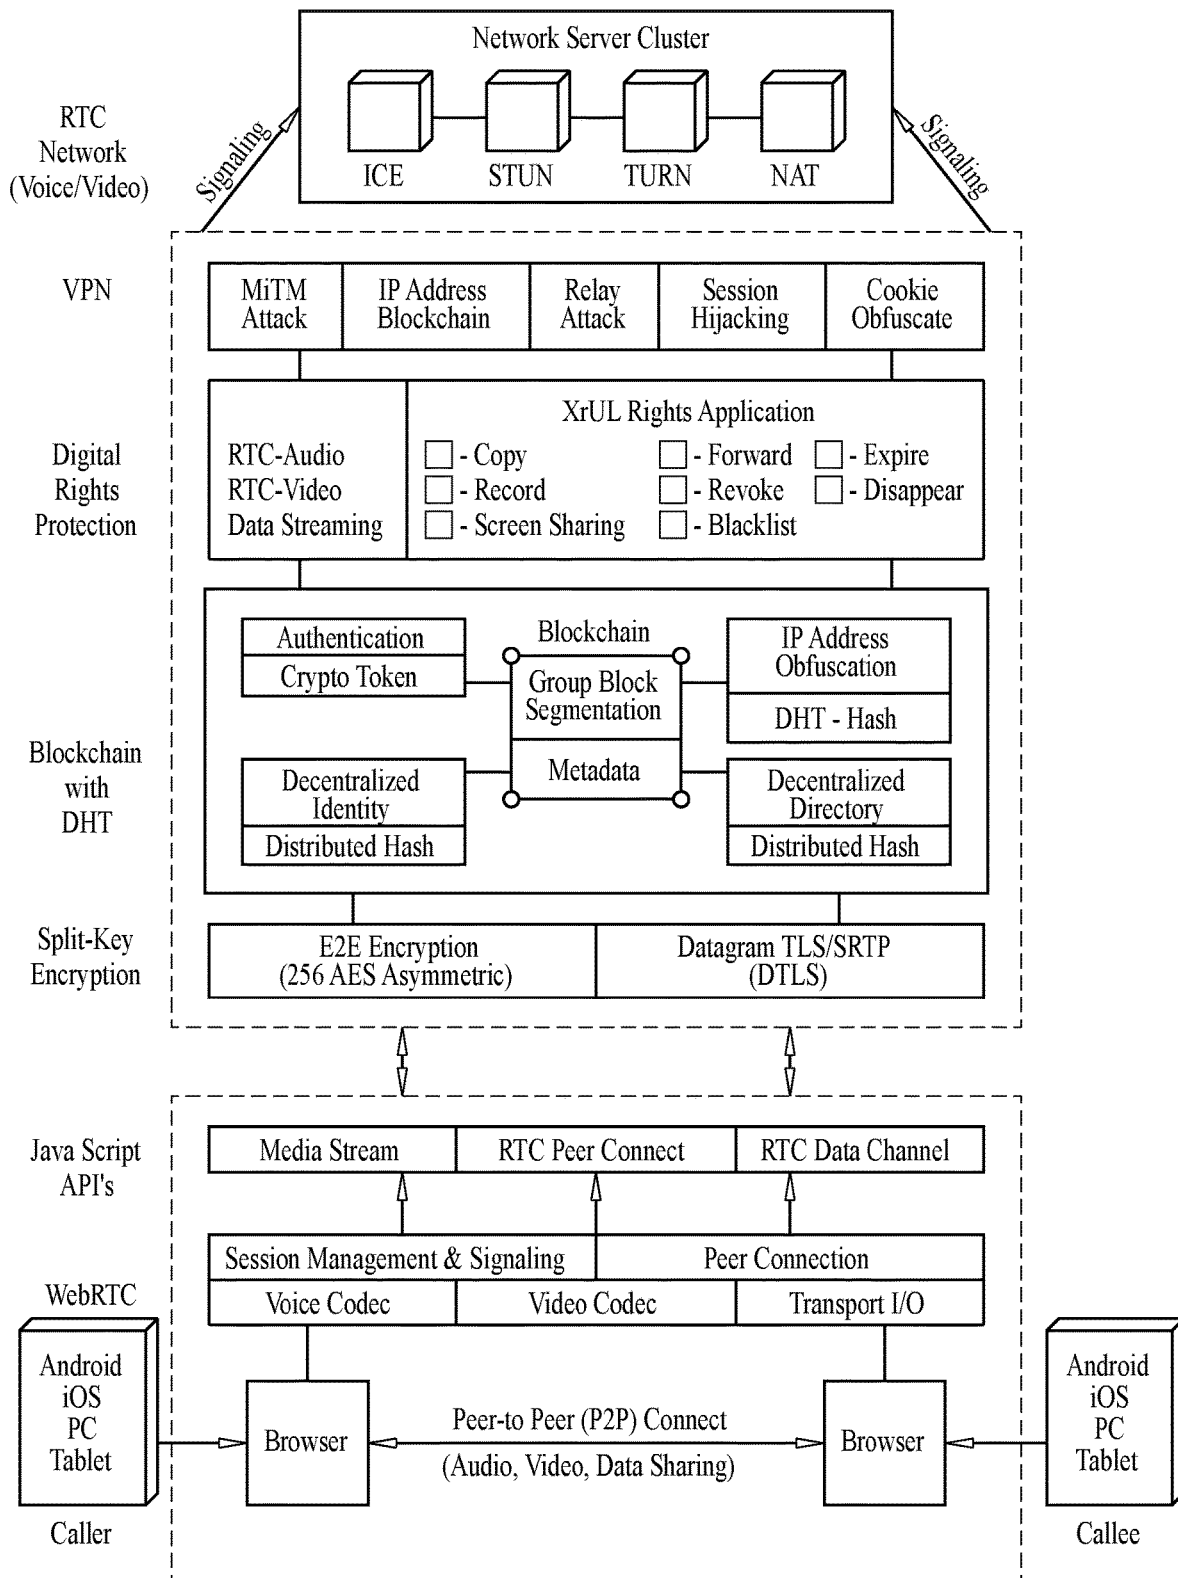 Network Server Cluster
RTC
Network
(Voice/Video)
Signaling
ICE
STUN
TURN
NAT
Signaling
VPN
MiTM
Attack
IP Address
Blockchain
Relay
Attack
Session
Hijacking
Cookie
Obfuscate
Digital
Rights
Protection
RTC-Audio
RTC-Video
Data Streaming
XrUL Rights Application
- Copy
- Record
- Screen Sharing
- Forward
- Revoke
- Blacklist
- Expire
- Disappear
Blockchain
with
DHT
Authentication
Crypto Token
Blockchain
Group Block
Segmentation
Metadata
IP Address
Obfuscation
DHT - Hash
Decentralized
Identity
Distributed Hash
Decentralized
Directory
Distributed Hash
Split-Key
Encryption
E2E Encryption
(256 AES Asymmetric)
Datagram TLS/SRTP
(DTLS)
Java Script
API's
Media Stream
RTC Peer Connect
RTC Data Channel
Session Management & Signaling
Peer Connection
WebRTC
Voice Codec
Video Codec
Transport I/O
Android
iOS
PC
Tablet
Caller
Browser
Peer-to Peer (P2P) Connect
(Audio, Video, Data Sharing)
Browser
Android
iOS
PC
Tablet
Callee